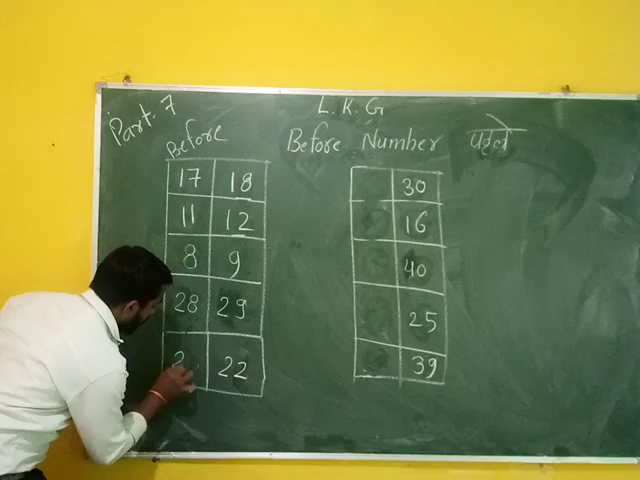 Part. 7
L.K.G
Before
Before Number पहले
17 18
11 12
8 9
28 29
2 22
30
16
40
25
39